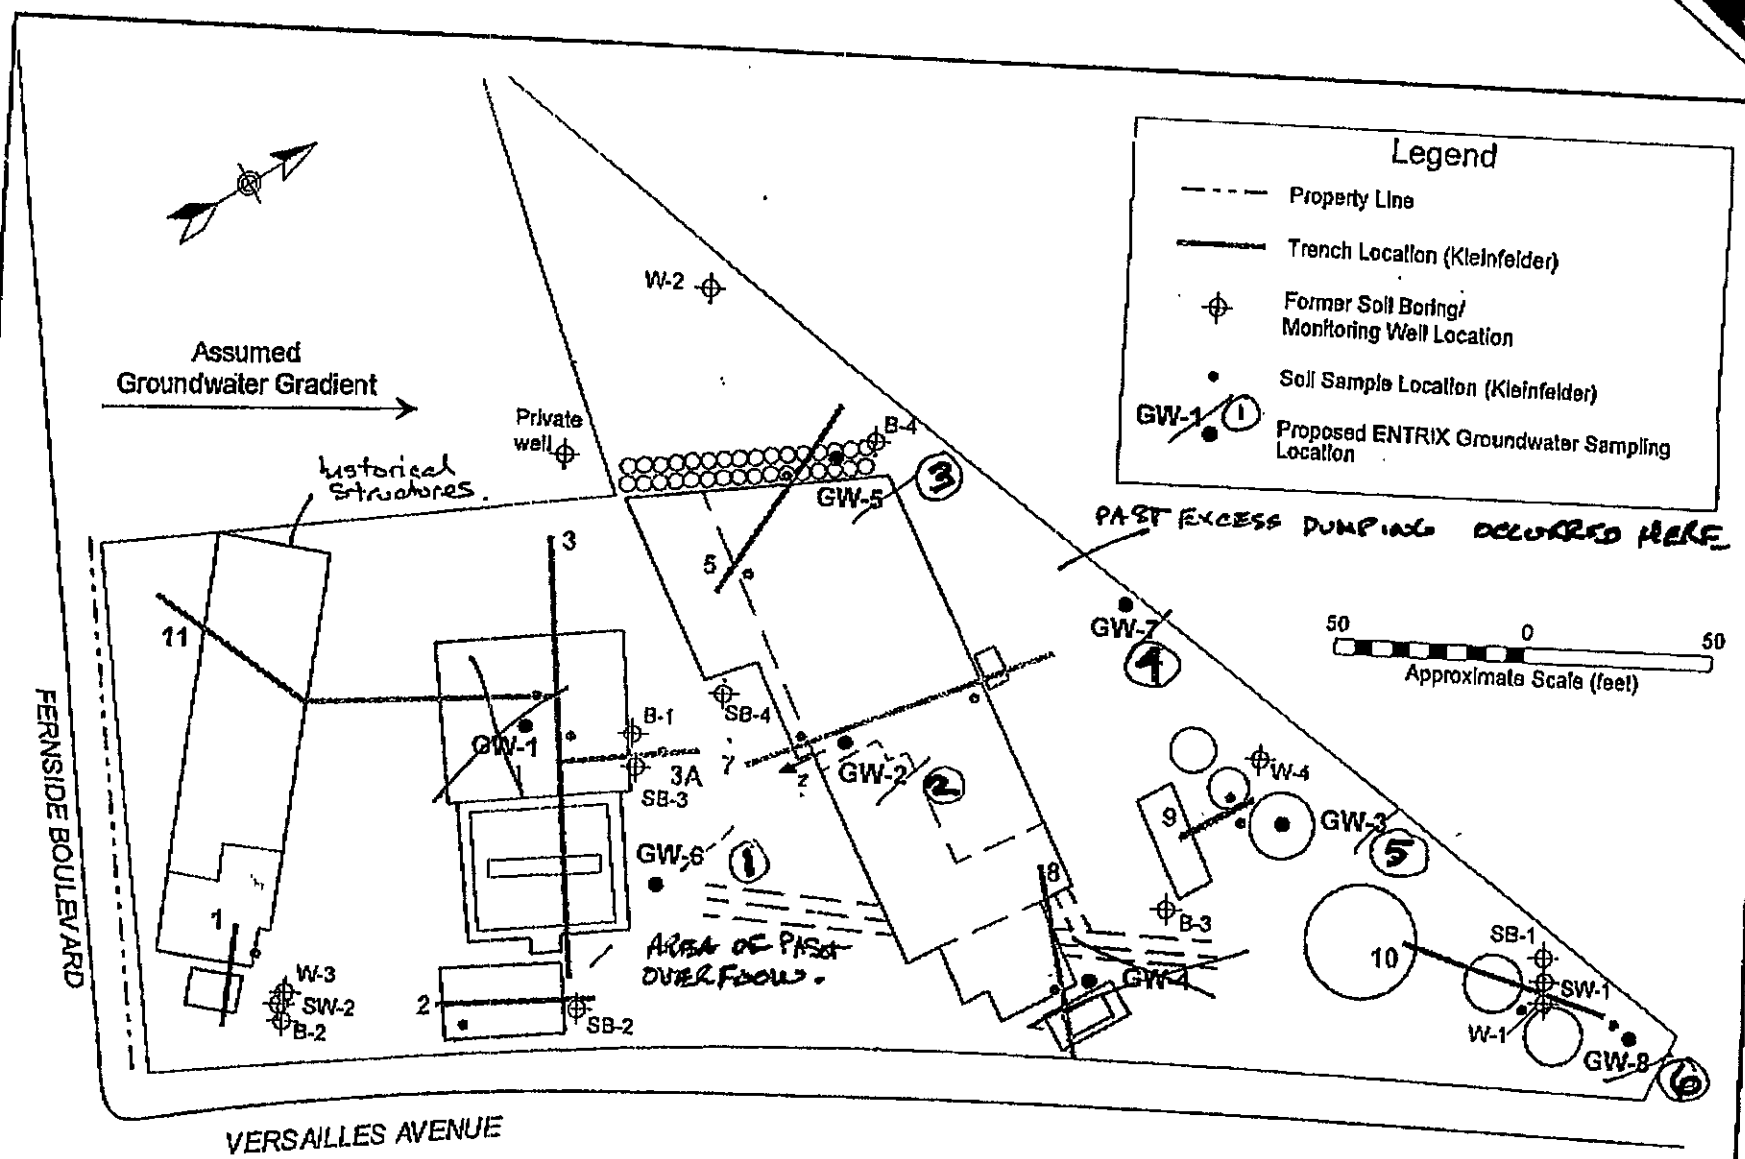 Legend
Property Line
Trench Location (Kleinfelder)
Former Soil Boring/
Monitoring Well Location
Soil Sample Location (Kleinfelder)
GW-1 1
Proposed ENTRIX Groundwater Sampling
Location
W-2
Assumed
Groundwater Gradient
Private
well
B-4
historical
structures.
GW-5 3
PAST EXCESS DUMPING OCCURRED HERE
3
5
11
GW-7
4
50 0 50
Approximate Scale (feet)
SB-4
B-1
GW-1
3A
7
SB-3
GW-2 2
W-4
9
GW-3
5
GW-6 1
8
B-3
FERNSIDE BOULEVARD
1
AREA OF PAST
OVERFLOW.
SB-1
10
GW-4
W-3
SW-2
B-2
2
SB-2
SW-1
W-1
GW-8 6
VERSAILLES AVENUE